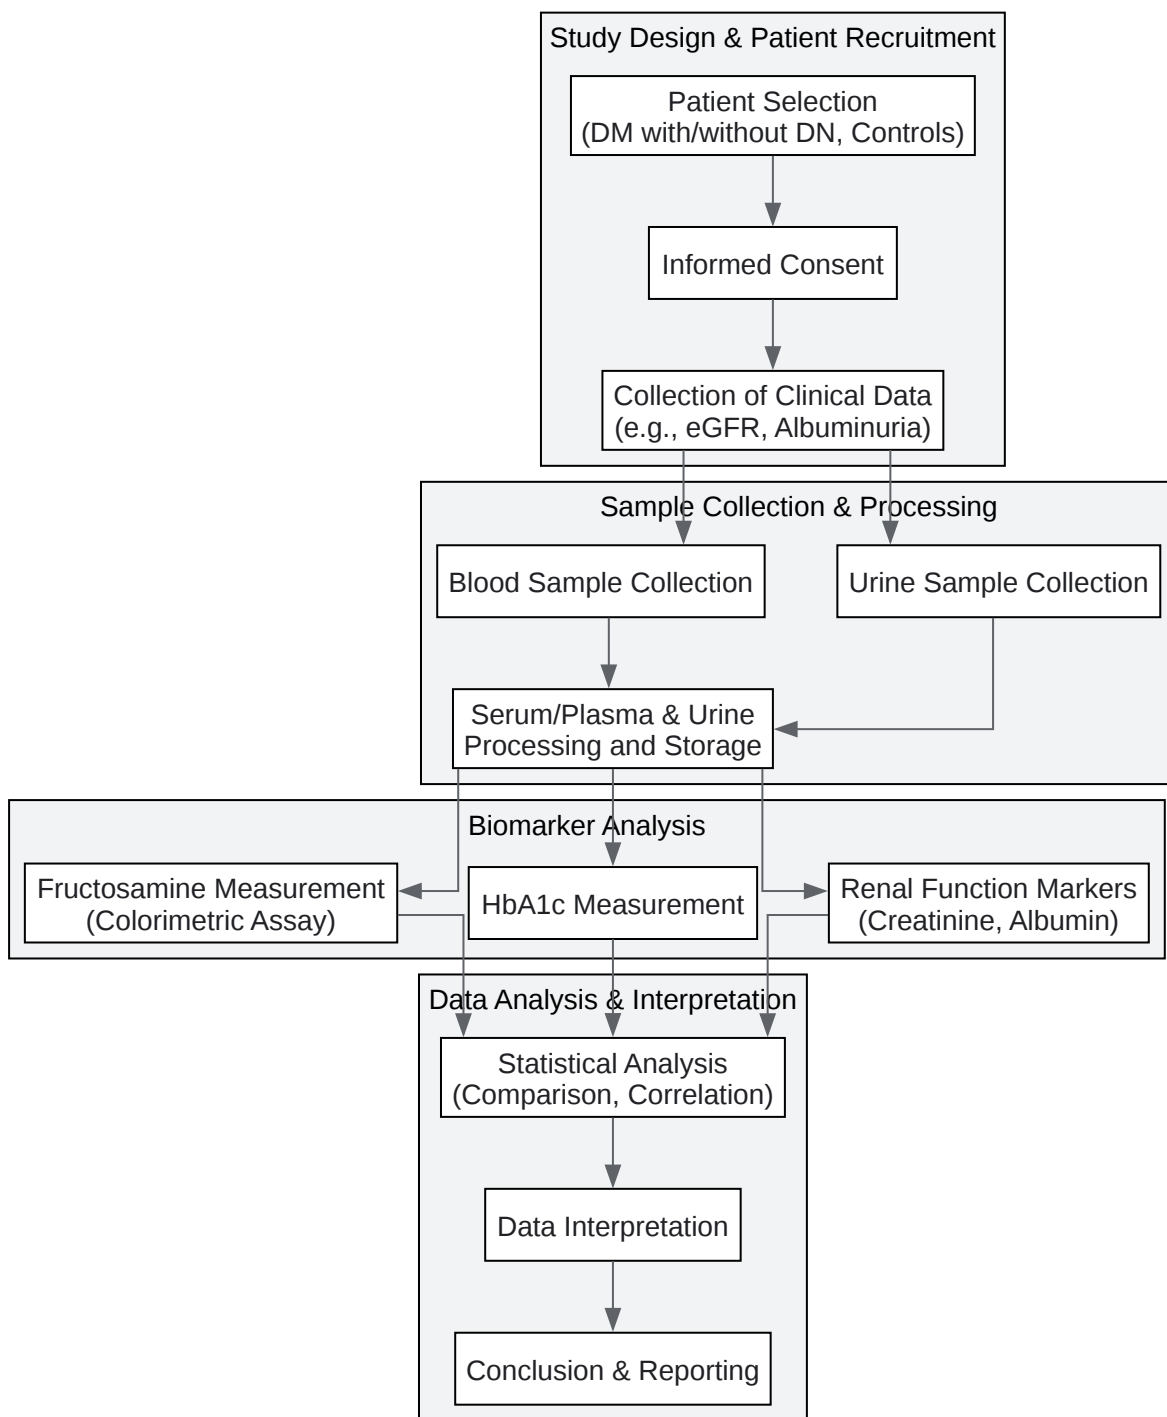 Study Design & Patient Recruitment
Patient Selection
(DM with/without DN, Controls)
Informed Consent
Collection of Clinical Data
(e.g., eGFR, Albuminuria)
Sample Collection & Processing
Blood Sample Collection
Urine Sample Collection
Serum/Plasma & Urine
Processing and Storage
Biomarker Analysis
Fructosamine Measurement
(Colorimetric Assay)
HbA1c Measurement
Renal Function Markers
(Creatinine, Albumin)
Data Analysis & Interpretation
Statistical Analysis
(Comparison, Correlation)
Data Interpretation
Conclusion & Reporting